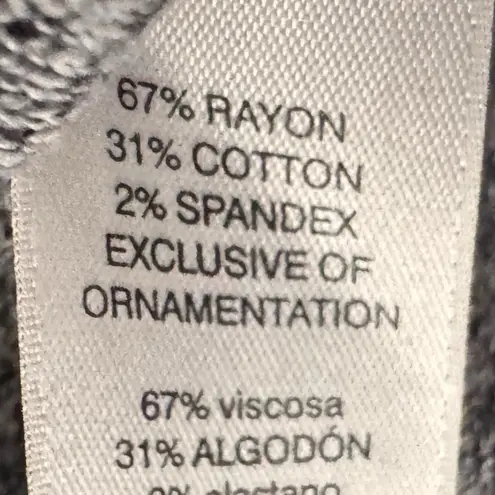 67% RAYON
31% COTTON
2% SPANDEX
EXCLUSIVE OF
ORNAMENTATION
67% viscosa
31% ALGODÓN